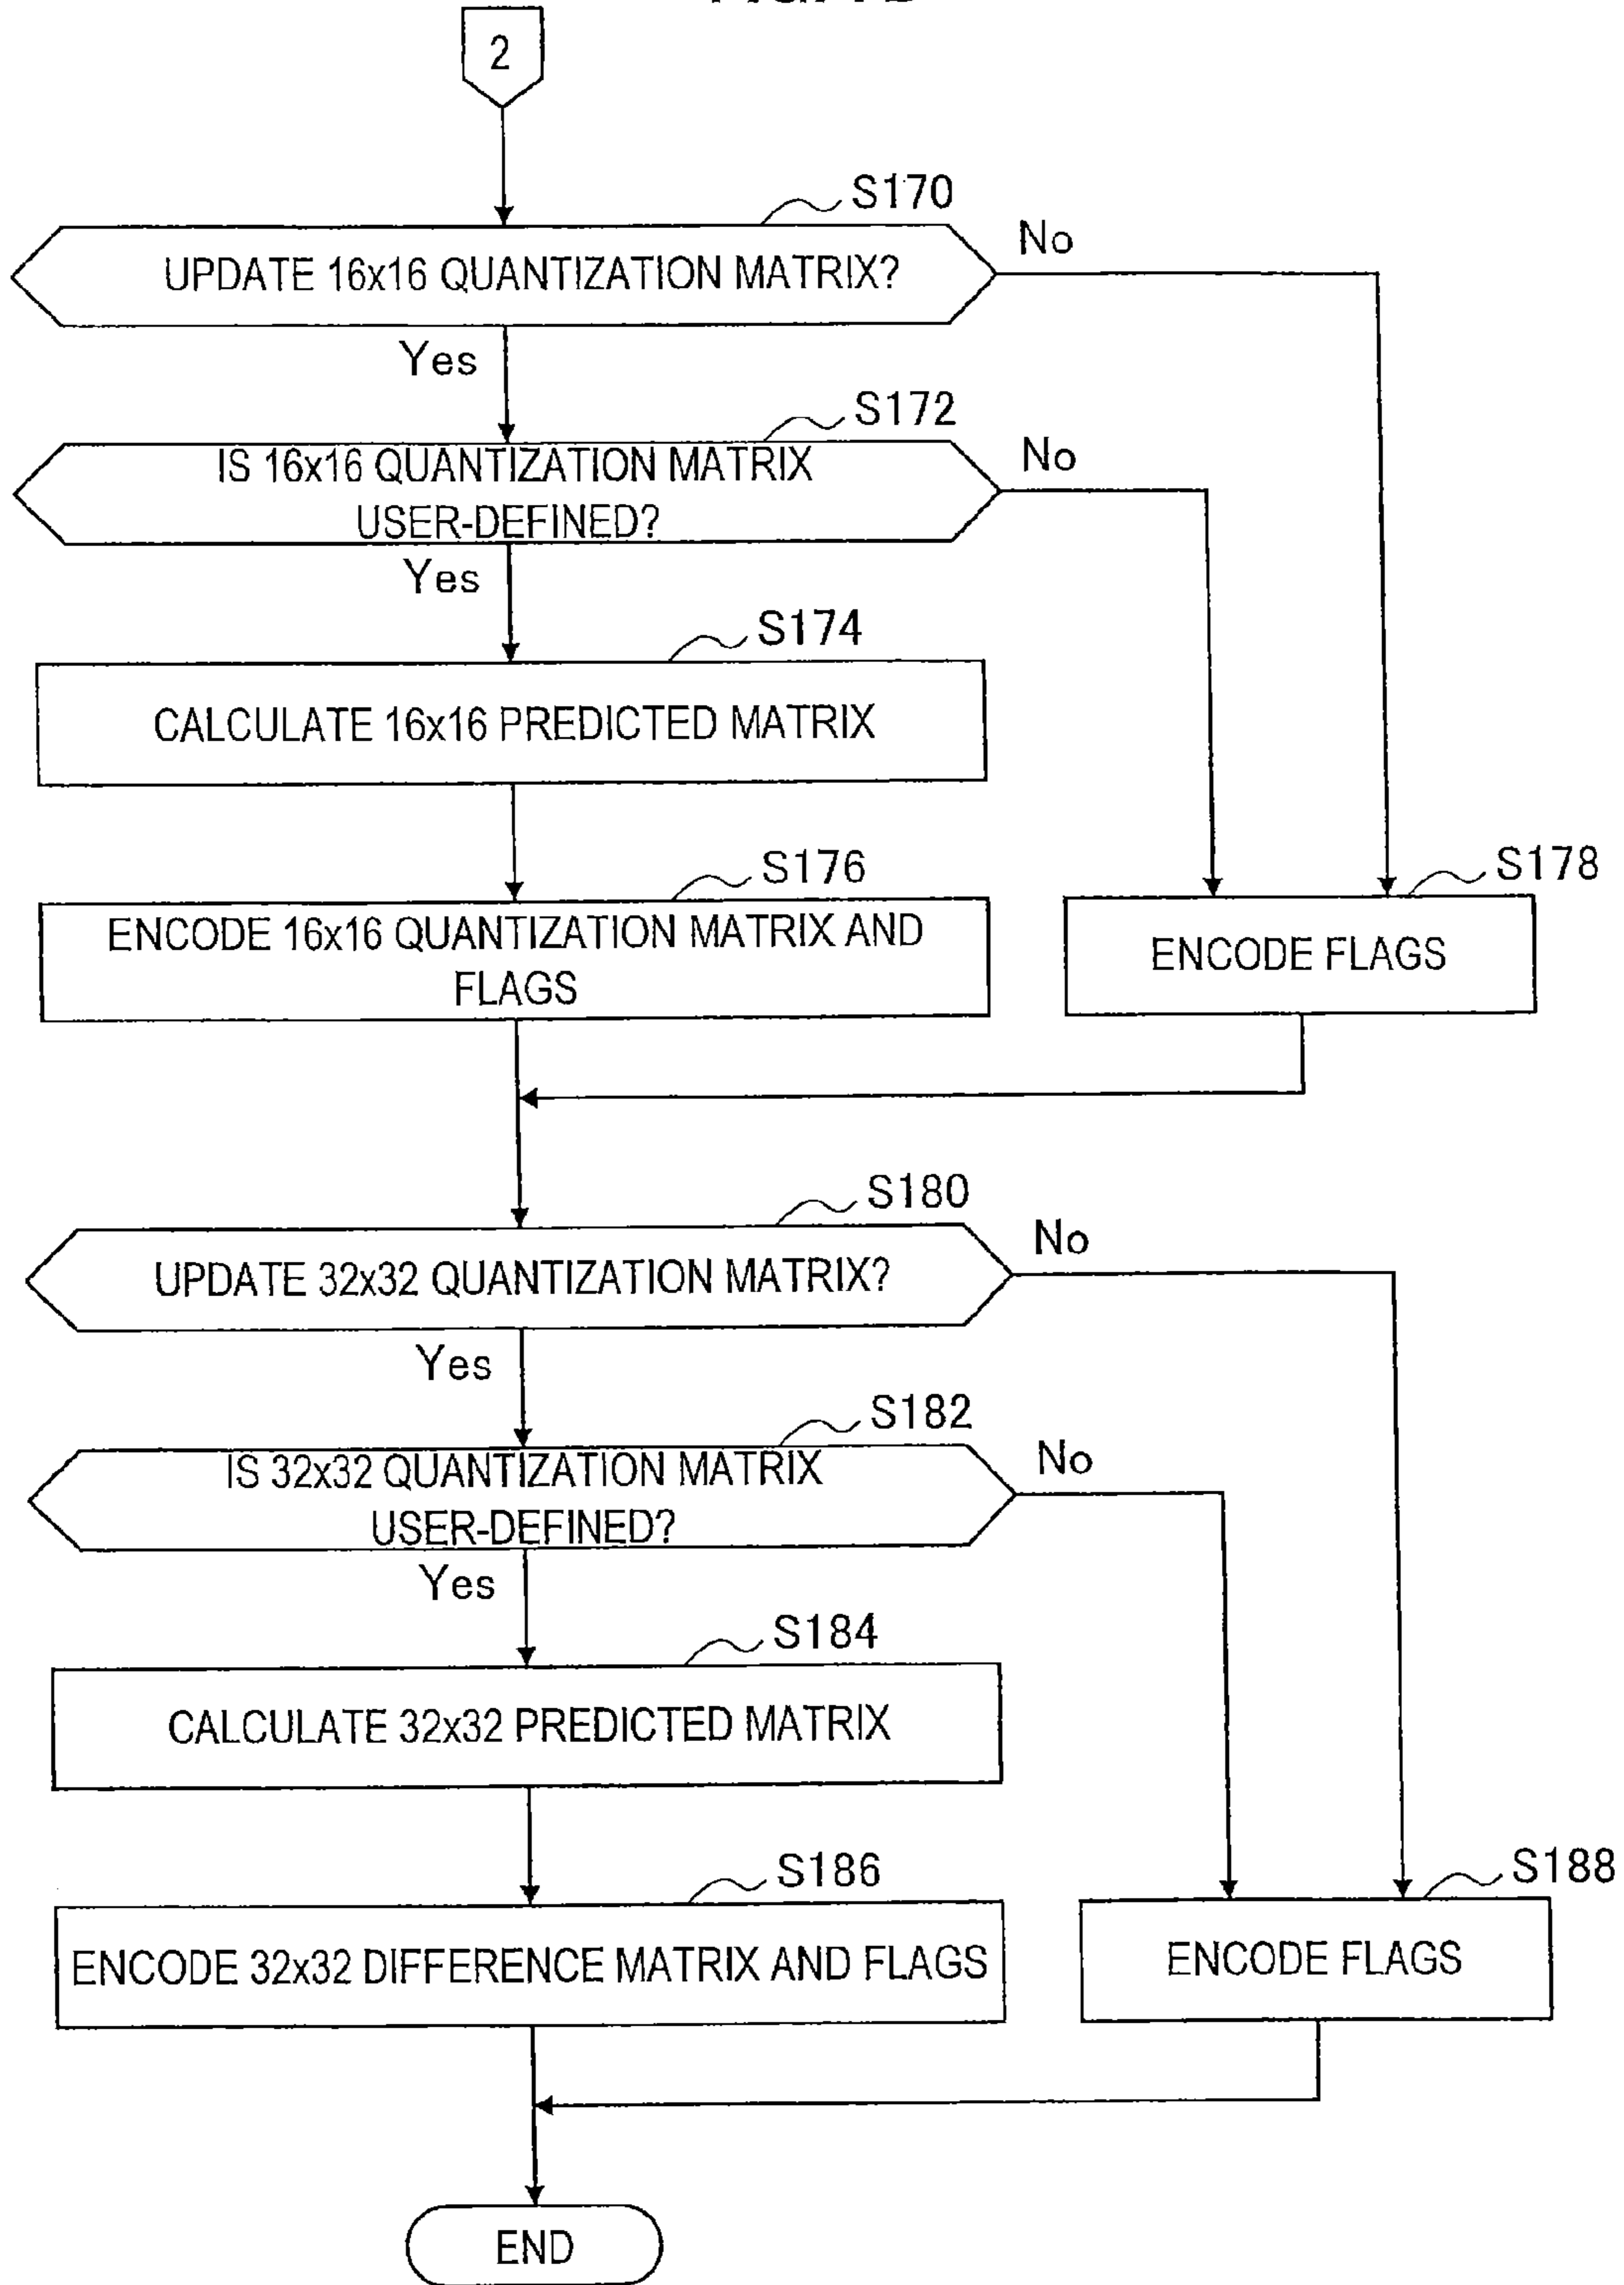 2
S170
UPDATE 16x16 QUANTIZATION MATRIX?
No
Yes
S172
IS 16x16 QUANTIZATION MATRIX
USER-DEFINED?
No
Yes
S174
CALCULATE 16x16 PREDICTED MATRIX
S176
ENCODE 16x16 QUANTIZATION MATRIX AND
FLAGS
S178
ENCODE FLAGS
S180
UPDATE 32x32 QUANTIZATION MATRIX?
No
Yes
S182
IS 32x32 QUANTIZATION MATRIX
USER-DEFINED?
No
Yes
S184
CALCULATE 32x32 PREDICTED MATRIX
S186
ENCODE 32x32 DIFFERENCE MATRIX AND FLAGS
S188
ENCODE FLAGS
END